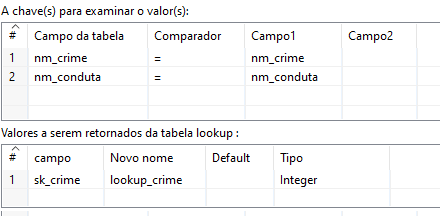 A chave(s) para examinar o valor(s):
# Campo da tabela Comparador Campo1 Campo2
1 nm_crime = nm_crime
2 nm_conduta = nm_conduta
Valores a serem retornados da tabela lookup :
# campo Novo nome Default Tipo
1 sk_crime lookup_crime Integer